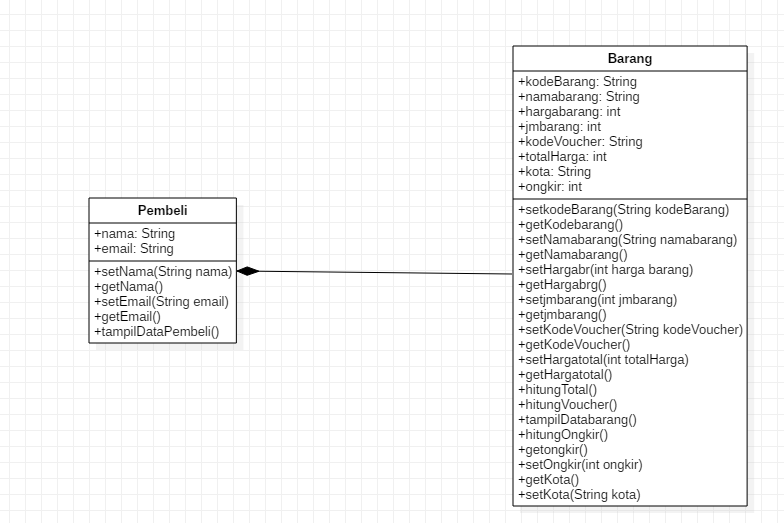 Pembeli
+nama: String
+email: String
+setNama(String nama)
+getNama()
+setEmail(String email)
+getEmail()
+tampilDataPembeli()
Barang
+kodeBarang: String
+namabarang: String
+hargabarang: int
+jmbarang: int
+kodeVoucher: String
+totalHarga: int
+kota: String
+ongkir: int
+setkodeBarang(String kodeBarang)
+getKodebarang()
+setNamabarang(String namabarang)
+getNamabarang()
+setHargabr(int harga barang)
+getHargabrg()
+setjmbarang(int jmbarang)
+getjmbarang()
+setKodeVoucher(String kodeVoucher)
+getKodeVoucher()
+setHargatotal(int totalHarga)
+getHargatotal()
+hitungTotal()
+hitungVoucher()
+tampilDatabarang()
+hitungOngkir()
+getongkir()
+setOngkir(int ongkir)
+getKota()
+setKota(String kota)